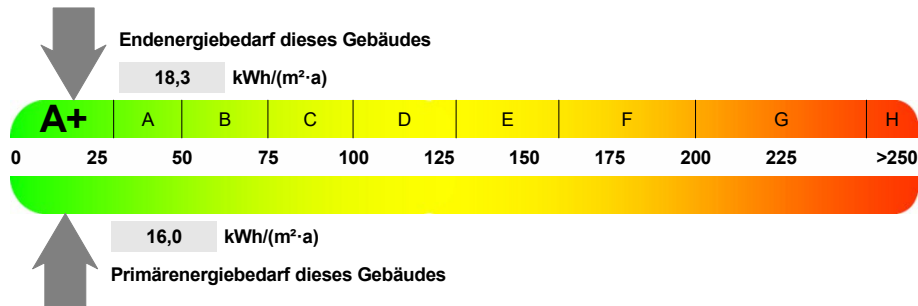 Endenergiebedarf dieses Gebäudes
18,3 kWh/(m²·a)
A+ A B C D E F G H
0 25 50 75 100 125 150 175 200 225 >250
16,0 kWh/(m²·a)
Primärenergiebedarf dieses Gebäudes